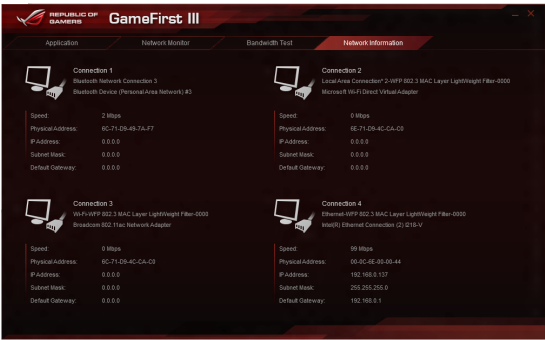 REPUBLIC OF
GAMERS
GameFirst III
Application
Network Monitor
Bandwidth Test
Network Information
Connection 1
Bluetooth Network Connection 3
Bluetooth Device (Personal Area Network) #3
Speed: 2 Mbps
Physical Address: 6C-71-D9-49-7A-F7
IP Address: 0.0.0.0
Subnet Mask: 0.0.0.0
Default Gateway: 0.0.0.0
Connection 2
Local Area Connection* 2-WFP 802.3 MAC Layer LightWeight Filter-0000
Microsoft Wi-Fi Direct Virtual Adapter
Speed: 0 Mbps
Physical Address: 6E-71-D9-4C-CA-C0
IP Address: 0.0.0.0
Subnet Mask: 0.0.0.0
Default Gateway: 0.0.0.0
Connection 3
Wi-Fi-WFP 802.3 MAC Layer LightWeight Filter-0000
Broadcom 802.11ac Network Adapter
Speed: 0 Mbps
Physical Address: 6C-71-D9-4C-CA-C0
IP Address: 0.0.0.0
Subnet Mask: 0.0.0.0
Default Gateway: 0.0.0.0
Connection 4
Ethernet-WFP 802.3 MAC Layer LightWeight Filter-0000
Intel(R) Ethernet Connection (2) I218-V
Speed: 99 Mbps
Physical Address: 00-0C-6E-00-00-44
IP Address: 192.168.0.137
Subnet Mask: 255.255.255.0
Default Gateway: 192.168.0.1